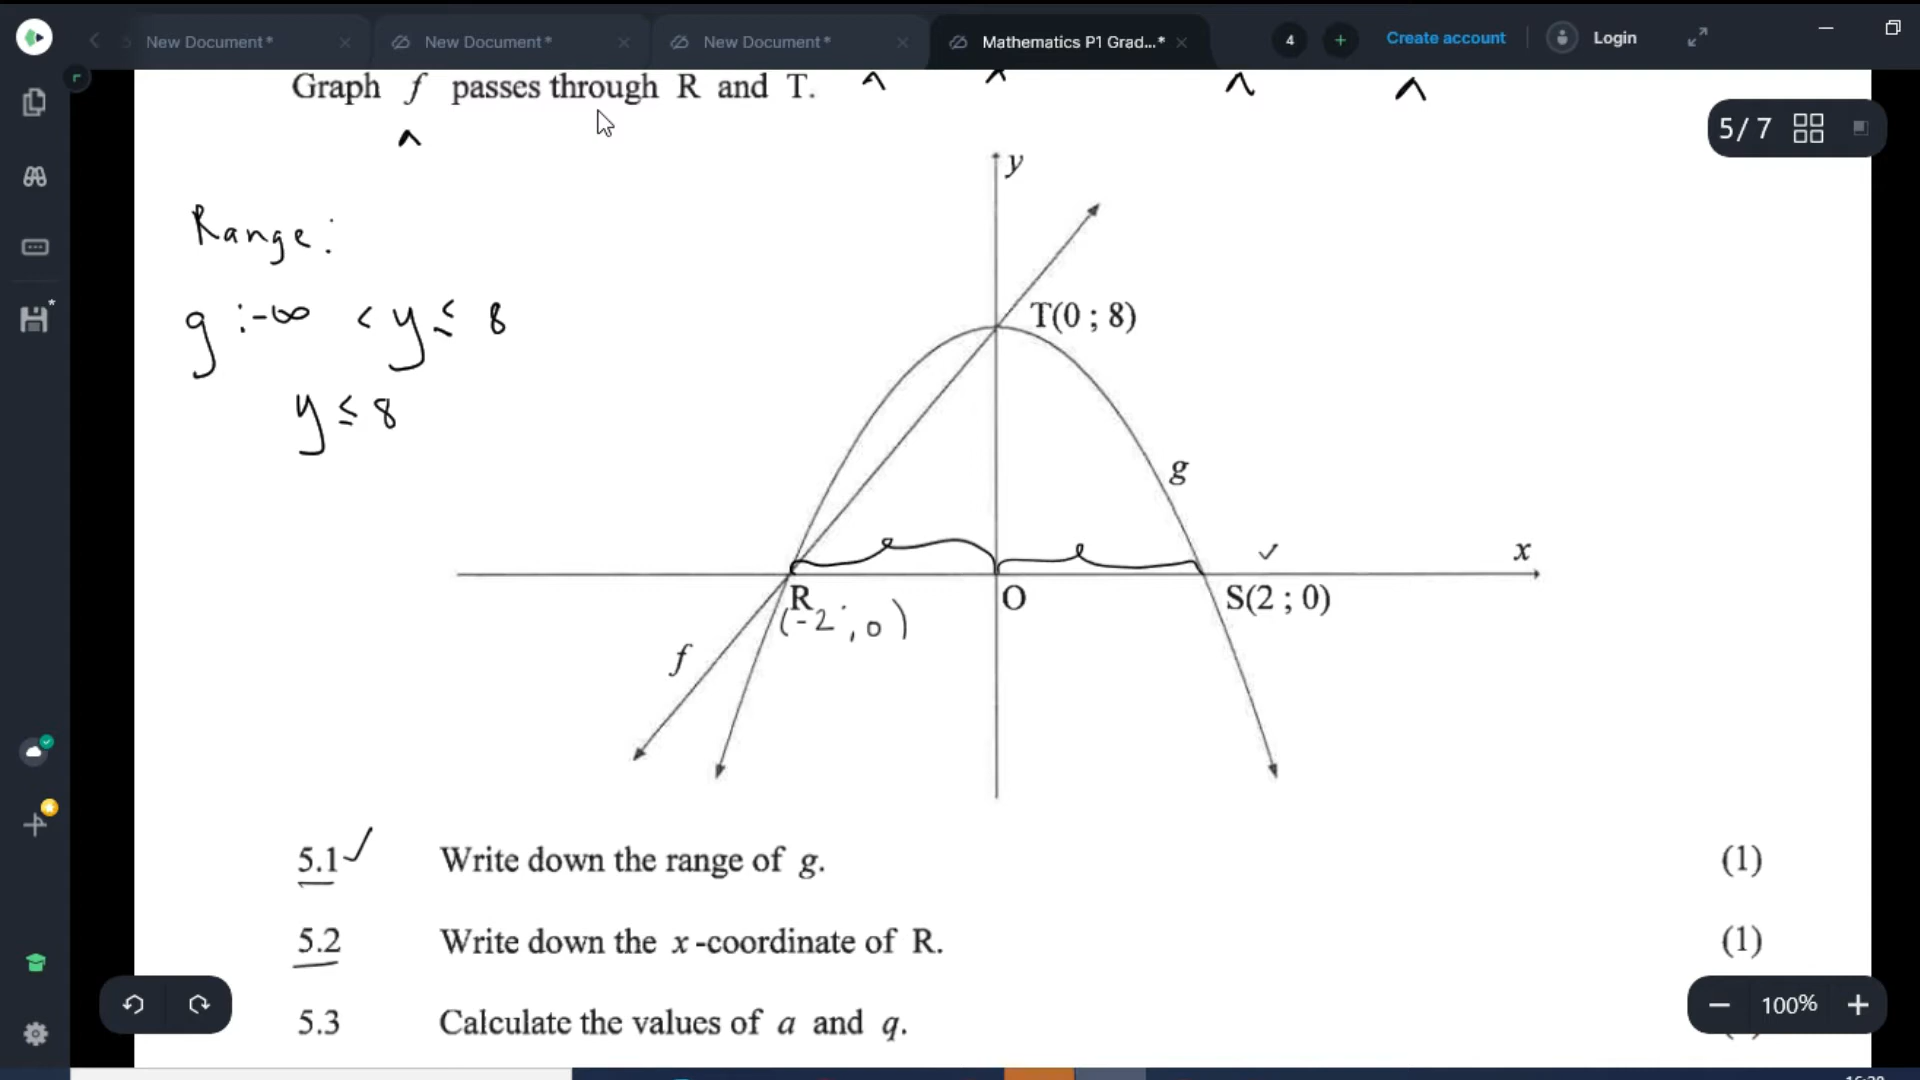 New Document*
New Document*
New Document*
Mathematics P1 Grad...*
4
Create account
Login
Graph f passes through R and T.
5/7
y
Range:
g : -∞ < y ≤ 8
T(0 ; 8)
y ≤ 8
g
x
R
O
S(2 ; 0)
(-2 ; 0)
f
5.1 Write down the range of g. (1)
5.2 Write down the x-coordinate of R. (1)
5.3 Calculate the values of a and q.
100%